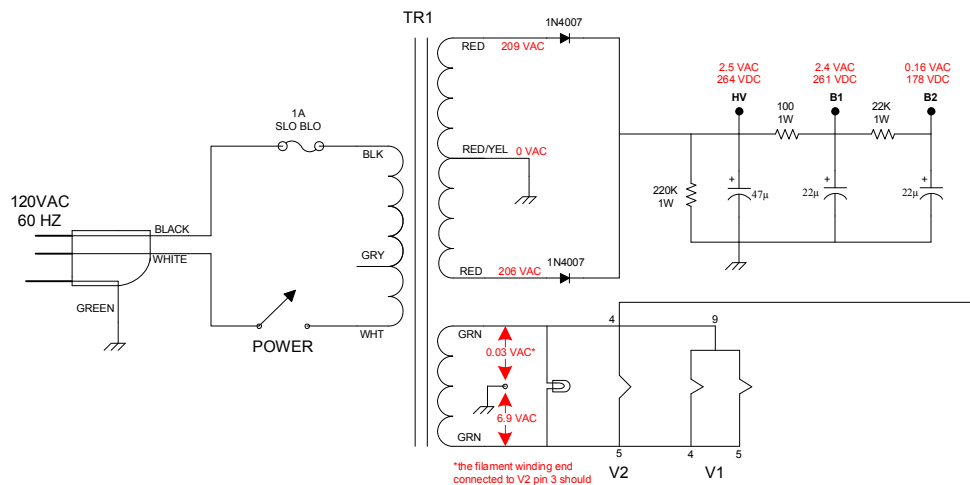 TR1
1N4007
RED
209 VAC
2.5 VAC
264 VDC
HV
2.4 VAC
261 VDC
B1
0.16 VAC
178 VDC
B2
100
1W
22K
1W
1A
SLO BLO
BLK
RED/YEL
0 VAC
220K
1W
+
47µ
+
22µ
+
22µ
120VAC
60 HZ
BLACK
WHITE
GRY
RED
206 VAC
1N4007
GREEN
POWER
WHT
GRN
0.03 VAC*
6.9 VAC
GRN
4
9
5
4
5
V2
V1
*the filament winding end
connected to V2 pin 3 should